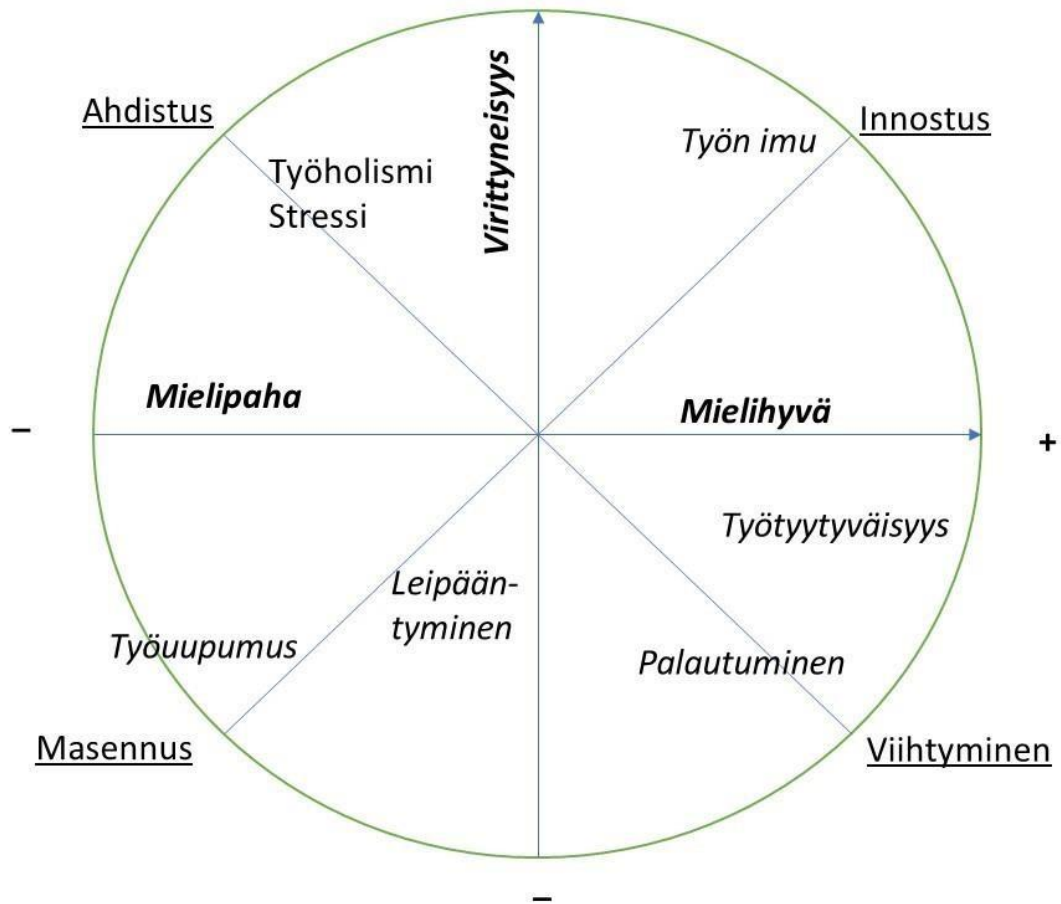 Virittyneisyys
Ahdistus
Innostus
Työn imu
Työholismi
Stressi
Mielipaha
Mielihyvä
–
+
Työtyytyväisyys
Leipään-
tyminen
Työuupumus
Palautuminen
Masennus
Viihtyminen
–